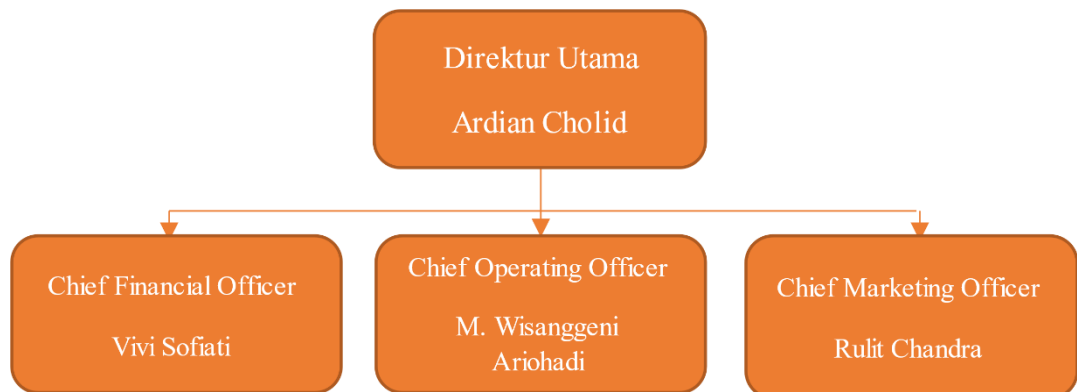 Direktur Utama
Ardian Cholid
Chief Financial Officer
Vivi Sofiati
Chief Operating Officer
M. Wisanggeni
Ariohadi
Chief Marketing Officer
Rulit Chandra